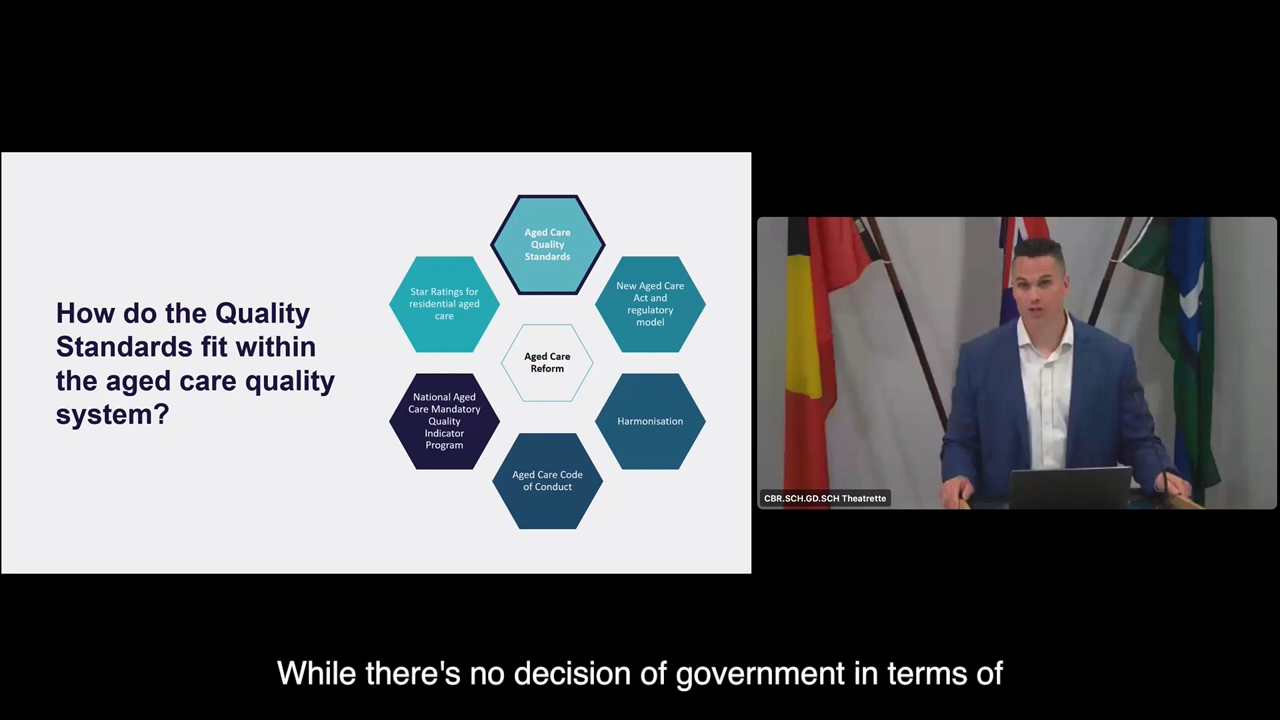 How do the Quality
Standards fit within
the aged care quality
system?
Aged Care
Quality
Standards
Star Ratings for
residential aged
care
New Aged Care
Act and
regulatory
model
Aged Care
Reform
National Aged
Care Mandatory
Quality
Indicator
Program
Harmonisation
Aged Care Code
of Conduct
CBR.SCH.GD.SCH Theatrette
While there's no decision of government in terms of